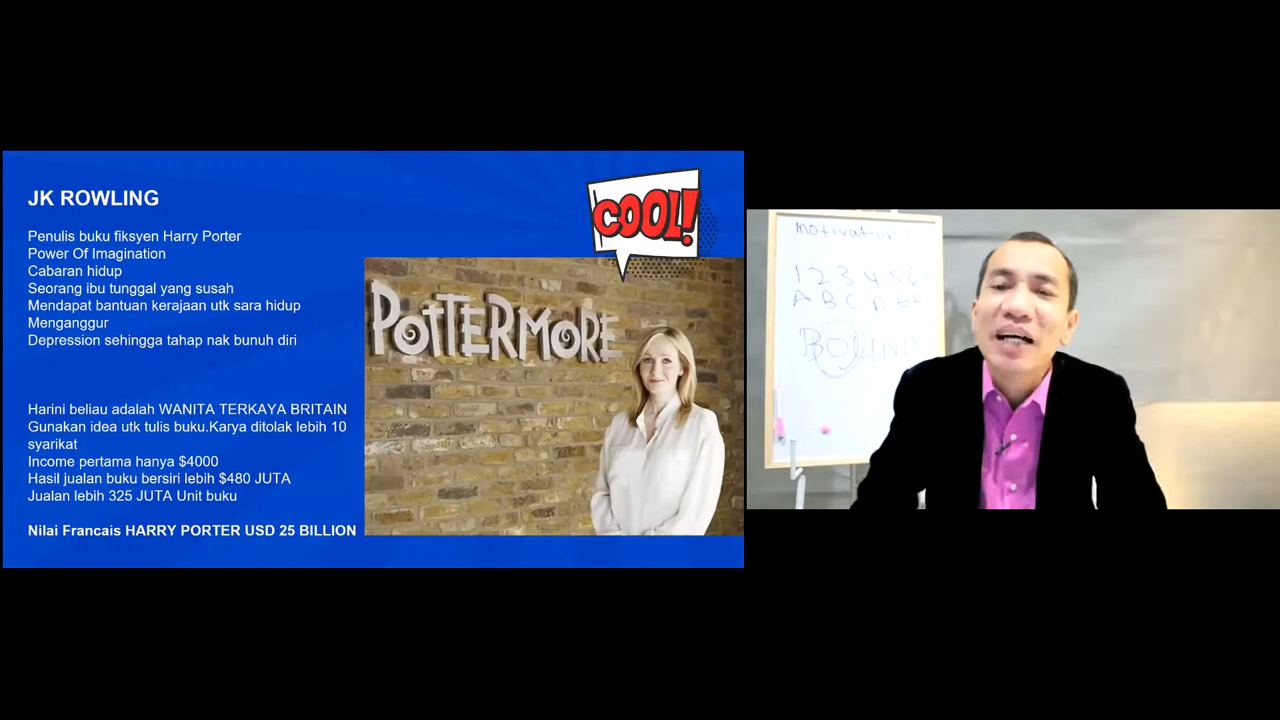 JK ROWLING
Penulis buku fiksyen Harry Porter
Power Of Imagination
Cabaran hidup
Seorang ibu tunggal yang susah
Mendapat bantuan kerajaan utk sara hidup
Menganggur
Depression sehingga tahap nak bunuh diri
Harini beliau adalah WANITA TERKAYA BRITAIN
Gunakan idea utk tulis buku.Karya ditolak lebih 10
syarikat
Income pertama hanya $4000
Hasil jualan buku bersiri lebih $480 JUTA
Jualan lebih 325 JUTA Unit buku
Nilai Francais HARRY PORTER USD 25 BILLION
COOL!
POTTERMORE
motivation
1 2 3 4 5 6
A B C D E F